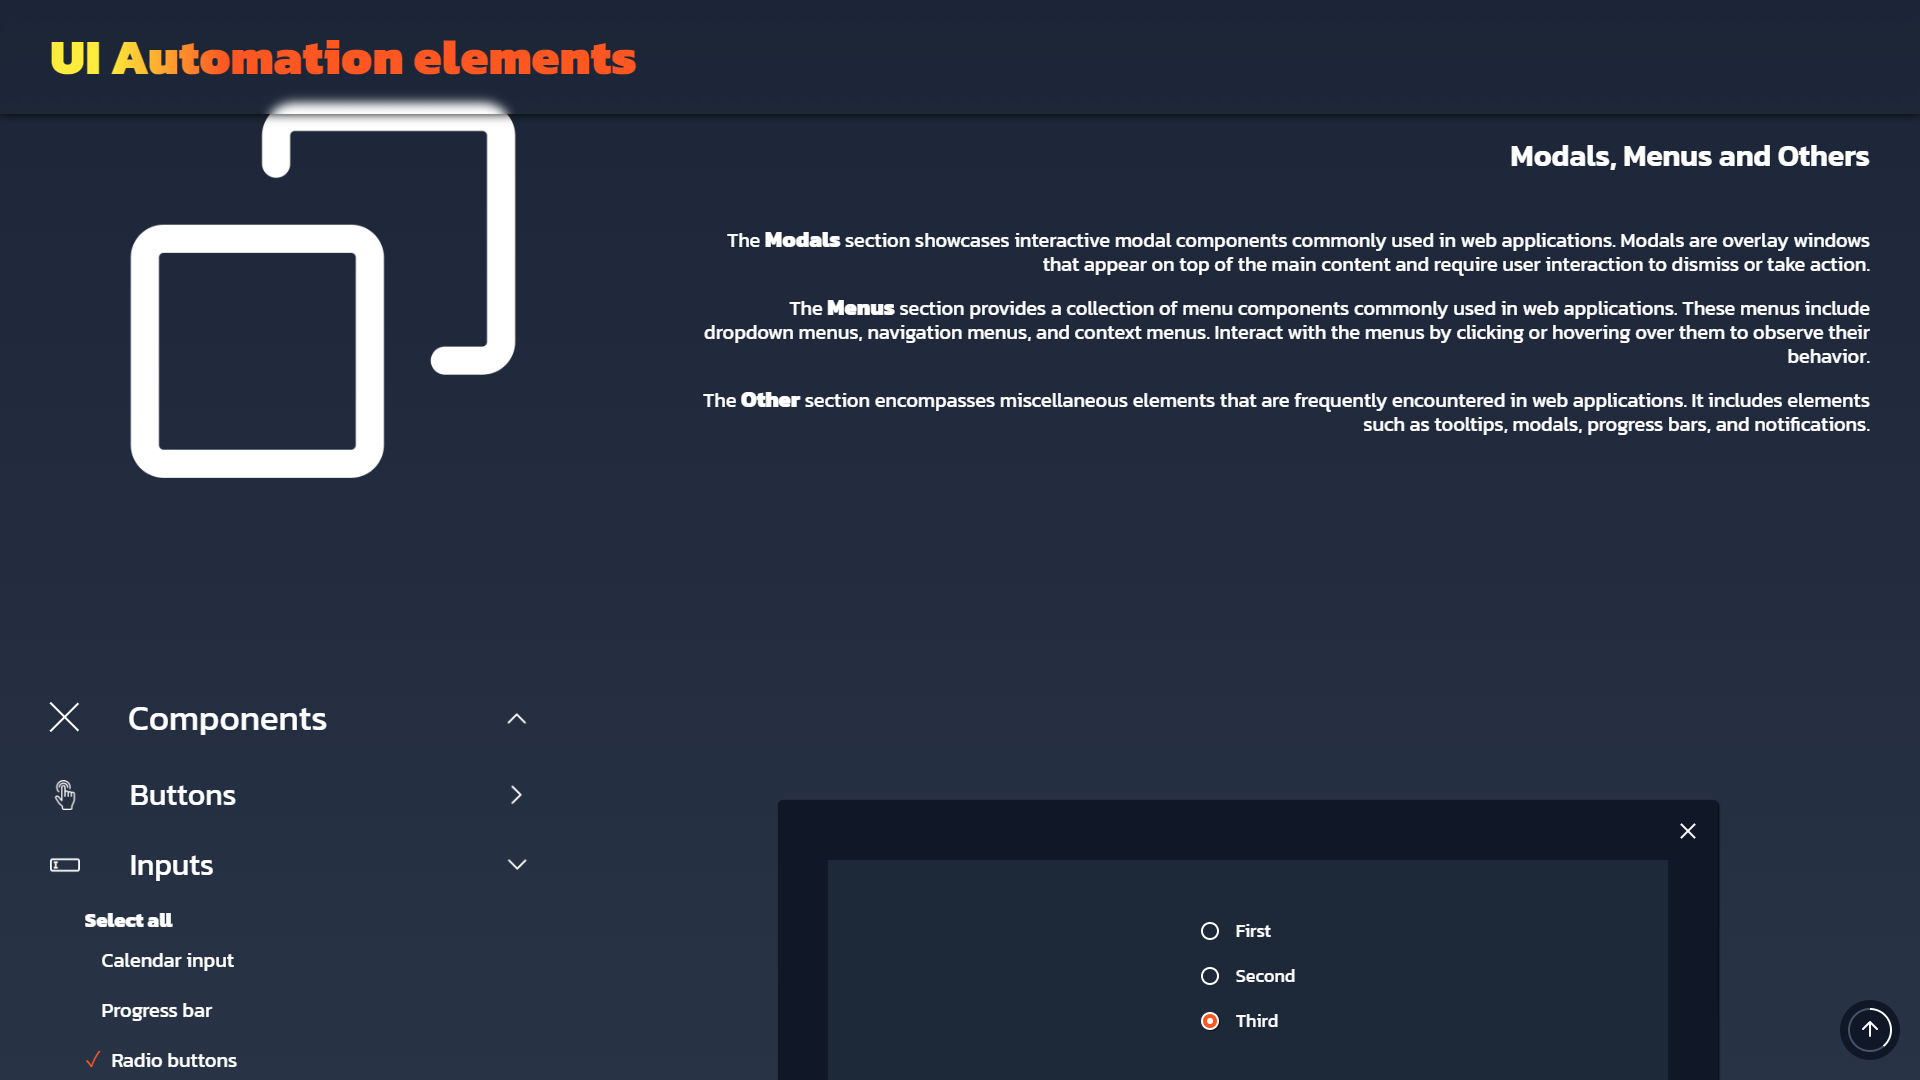 UI Automation elements
Modals, Menus and Others
The Modals section showcases interactive modal components commonly used in web applications. Modals are overlay windows
that appear on top of the main content and require user interaction to dismiss or take action.
The Menus section provides a collection of menu components commonly used in web applications. These menus include
dropdown menus, navigation menus, and context menus. Interact with the menus by clicking or hovering over them to observe their
behavior.
The Other section encompasses miscellaneous elements that are frequently encountered in web applications. It includes elements
such as tooltips, modals, progress bars, and notifications.
Components
Buttons
Inputs
Select all
Calendar input
Progress bar
Radio buttons
First
Second
Third